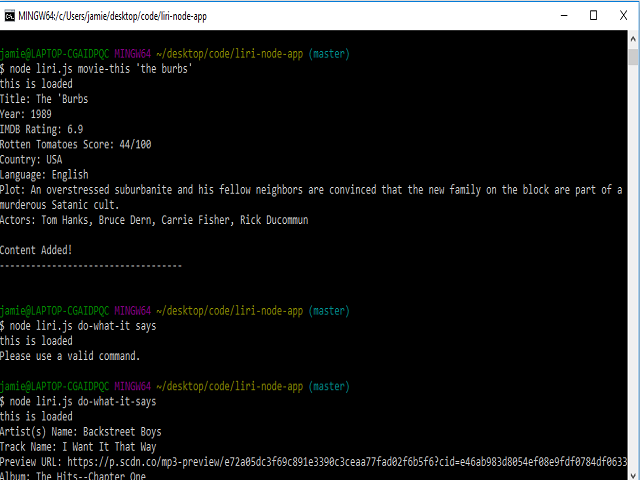 MINGW64:/c/Users/jamie/desktop/code/liri-node-app
jamie@LAPTOP-CGAIDPQC MINGW64 ~/desktop/code/liri-node-app (master)
$ node liri.js movie-this 'the burbs'
this is loaded
Title: The 'Burbs
Year: 1989
IMDB Rating: 6.9
Rotten Tomatoes Score: 44/100
Country: USA
Language: English
Plot: An overstressed suburbanite and his fellow neighbors are convinced that the new family on the block are part of a
murderous Satanic cult.
Actors: Tom Hanks, Bruce Dern, Carrie Fisher, Rick Ducommun
Content Added!
----------------------------------
jamie@LAPTOP-CGAIDPQC MINGW64 ~/desktop/code/liri-node-app (master)
$ node liri.js do-what-it says
this is loaded
Please use a valid command.
jamie@LAPTOP-CGAIDPQC MINGW64 ~/desktop/code/liri-node-app (master)
$ node liri.js do-what-it-says
this is loaded
Artist(s) Name: Backstreet Boys
Track Name: I Want It That Way
Preview URL: https://p.scdn.co/mp3-preview/e72a05dc3f69c891e3390c3ceaa77fad02f6b5f6?cid=e46ab983d8054ef08e9fdf0784df0633
Album: The Hits--Chapter One